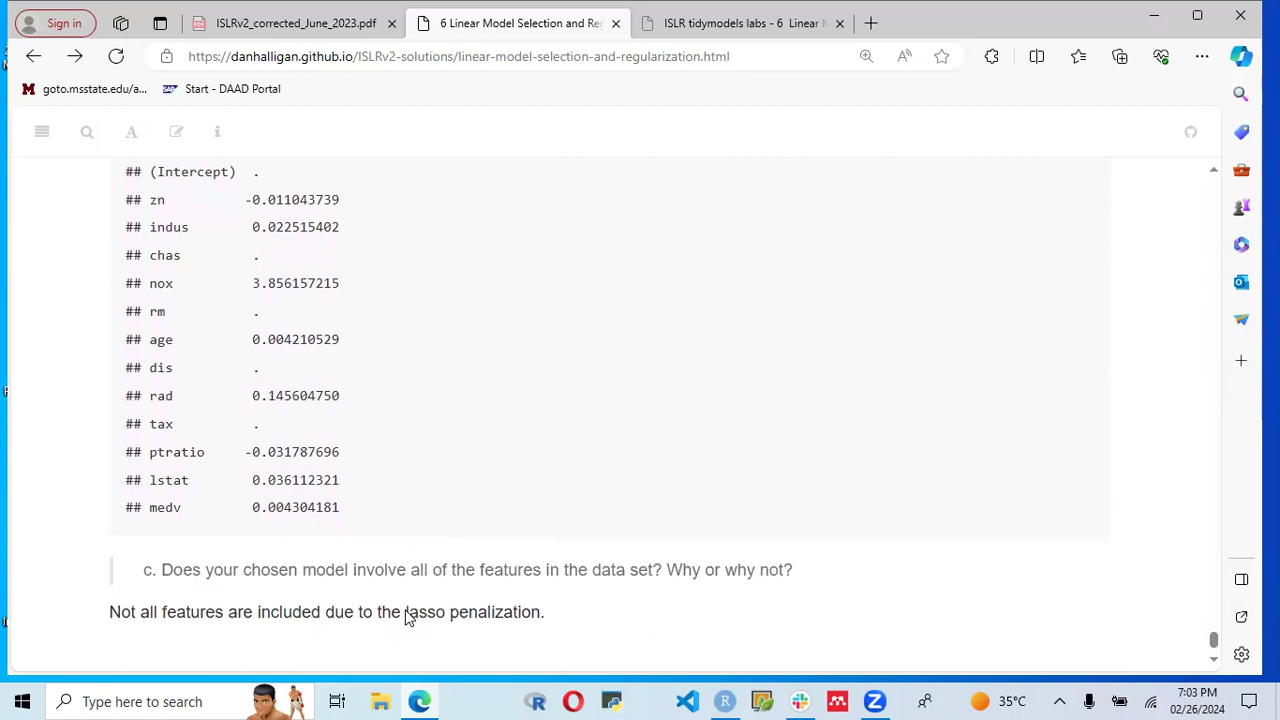 Sign in
ISLRv2_corrected_June_2023.pdf
6 Linear Model Selection and Re
ISLR tidymodels labs - 6 Linear M
https://danhalligan.github.io/ISLRv2-solutions/linear-model-selection-and-regularization.html
goto.msstate.edu/a...
Start - DAAD Portal
## (Intercept) .
## zn -0.011043739
## indus 0.022515402
## chas .
## nox 3.856157215
## rm .
## age 0.004210529
## dis .
## rad 0.145604750
## tax .
## ptratio -0.031787696
## lstat 0.036112321
## medv 0.004304181
c. Does your chosen model involve all of the features in the data set? Why or why not?
Not all features are included due to the lasso penalization.
Type here to search
35°C
7:03 PM
02/26/2024